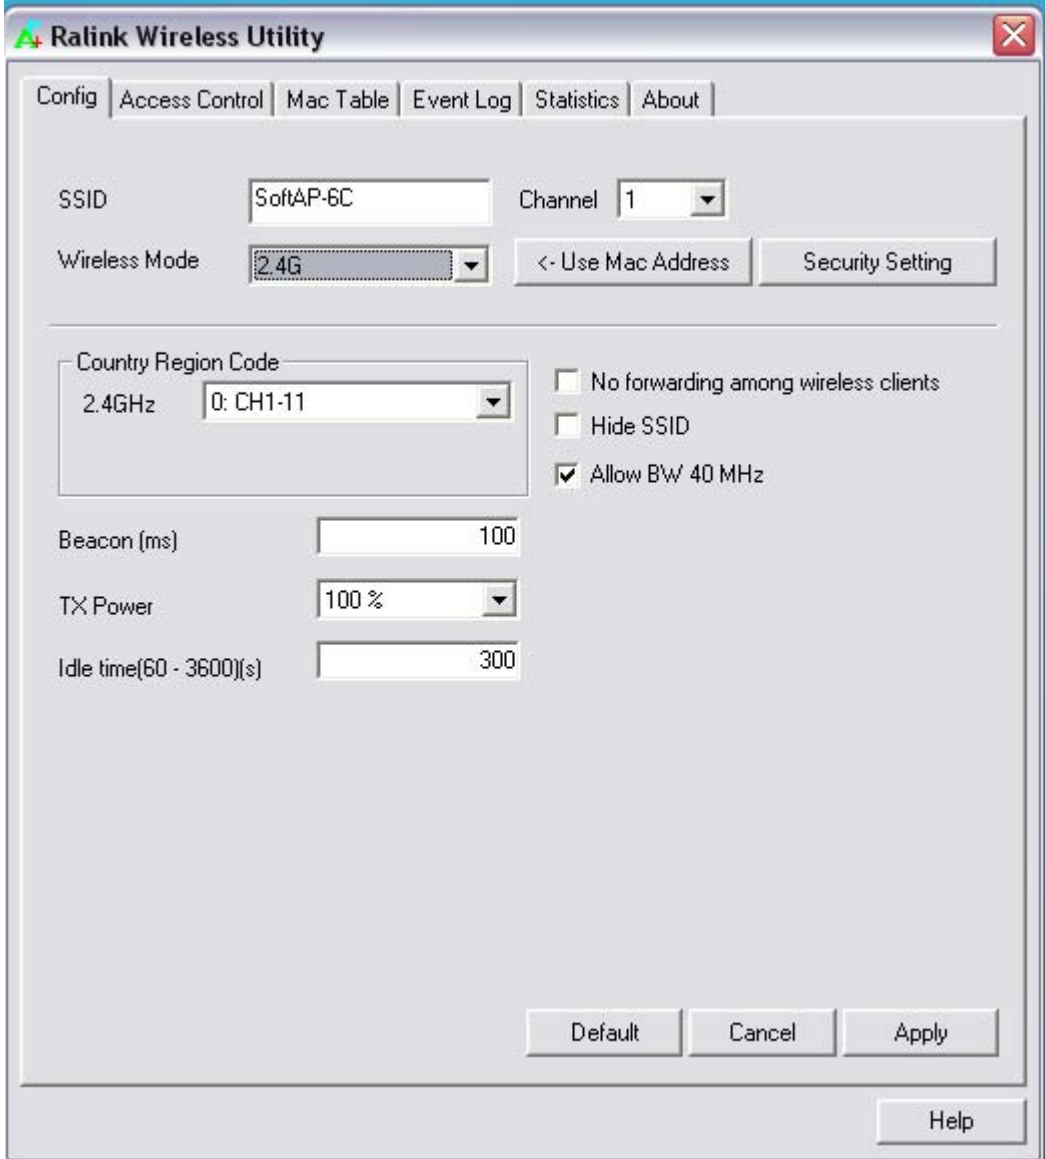 Ralink Wireless Utility
Config Access Control Mac Table Event Log Statistics About
SSID SoftAP-6C Channel 1
Wireless Mode 2.4G <- Use Mac Address Security Setting
Country Region Code
2.4GHz 0: CH1-11
No forwarding among wireless clients
Hide SSID
Allow BW 40 MHz
Beacon (ms) 100
TX Power 100 %
Idle time(60 - 3600)(s) 300
Default Cancel Apply
Help